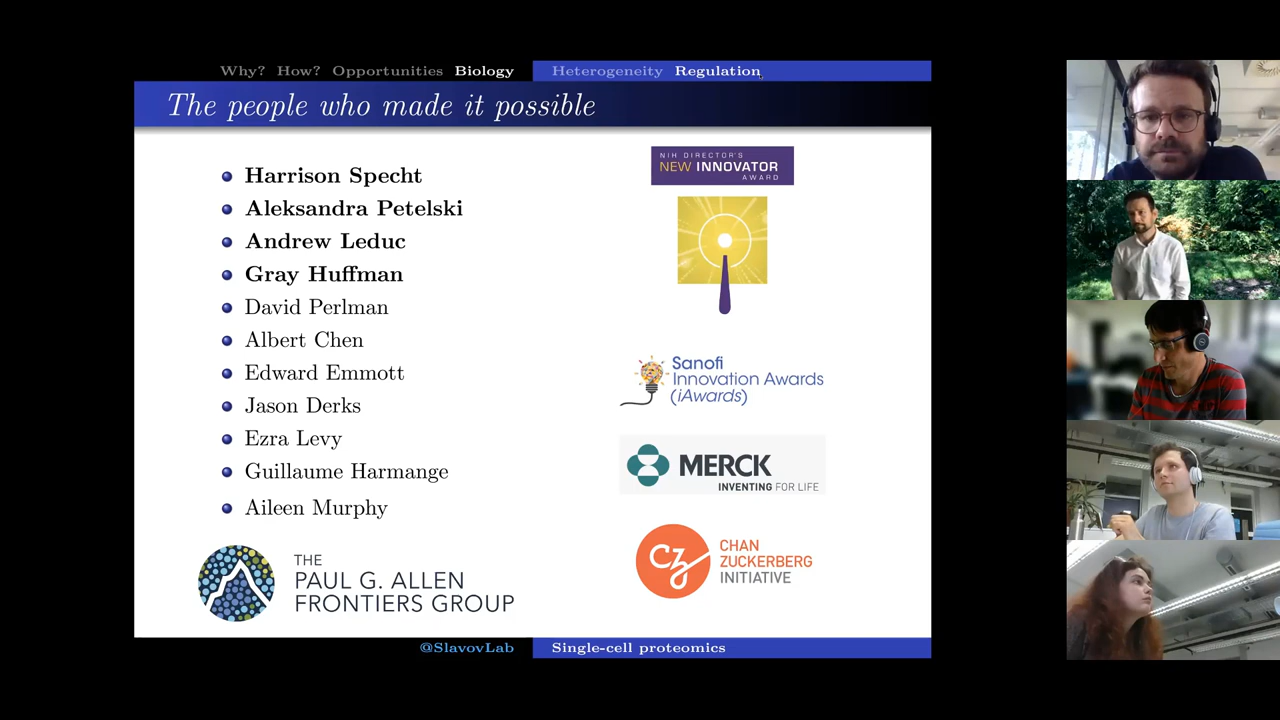 Why? How? Opportunities Biology Heterogeneity Regulation
The people who made it possible
Harrison Specht
Aleksandra Petelski
Andrew Leduc
Gray Huffman
David Perlman
Albert Chen
Edward Emmott
Jason Derks
Ezra Levy
Guillaume Harmange
Aileen Murphy
THE
PAUL G. ALLEN
FRONTIERS GROUP
NIH DIRECTOR'S
NEW INNOVATOR
AWARD
Sanofi
Innovation Awards
(iAwards)
MERCK
INVENTING FOR LIFE
CZ
CHAN
ZUCKERBERG
INITIATIVE
@SlavovLab Single-cell proteomics